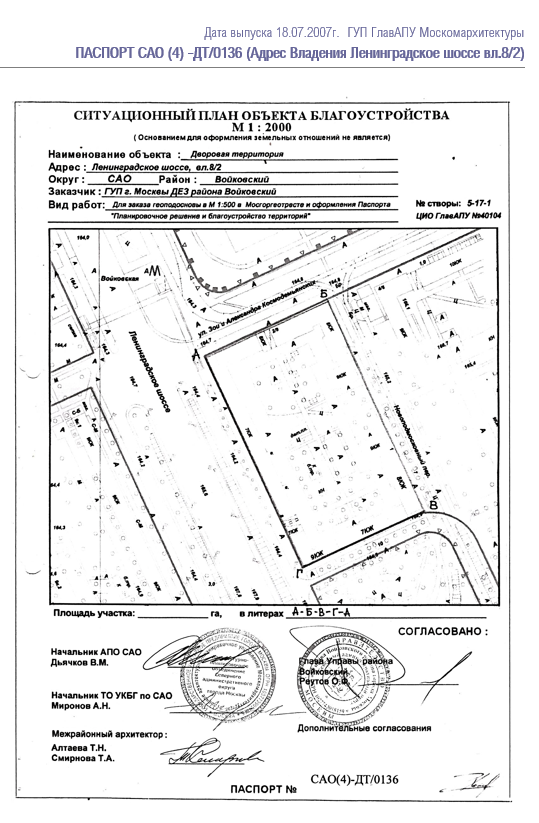 Дата выпуска 18.07.2007г. ГУП ГлавАПУ Москомархитектуры
ПАСПОРТ САО (4) -ДТ/0136 (Адрес Владения Ленинградское шоссе вл.8/2)
СИТУАЦИОННЫЙ ПЛАН ОБЪЕКТА БЛАГОУСТРОЙСТВА
М 1 : 2000
( Основанием для оформления земельных отношений не является)
Наименование объекта : Дворовая территория
Адрес : Ленинградское шоссе, вл.8/2
Округ : САО Район : Войковский
Заказчик : ГУП г. Москвы ДЕЗ района Войковский
Вид работ: Для заказа геоподосновы в М 1:500 в Мосгоргеотресте и оформления Паспорта
"Планировочное решение и благоустройство территорий"
№ створы: 5-17-1
ЦИО ГлавАПУ №40104
Войковская М
ул. Зои и Александра Космодемьянских
Ленинградское шоссе
Новоподмосковный пер.
А
Б
В
Г
Площадь участка: га, в литерах А-Б-В-Г-А
СОГЛАСОВАНО :
Начальник АПО САО
Дьячков В.М.
Глава Управы района
Войковский
Реутов О.Ф.
Начальник ТО УКБГ по САО
Миронов А.Н.
Дополнительные согласования
Межрайонный архитектор :
Алтаева Т.Н.
Смирнова Т.А.
ПАСПОРТ № САО(4)-ДТ/0136